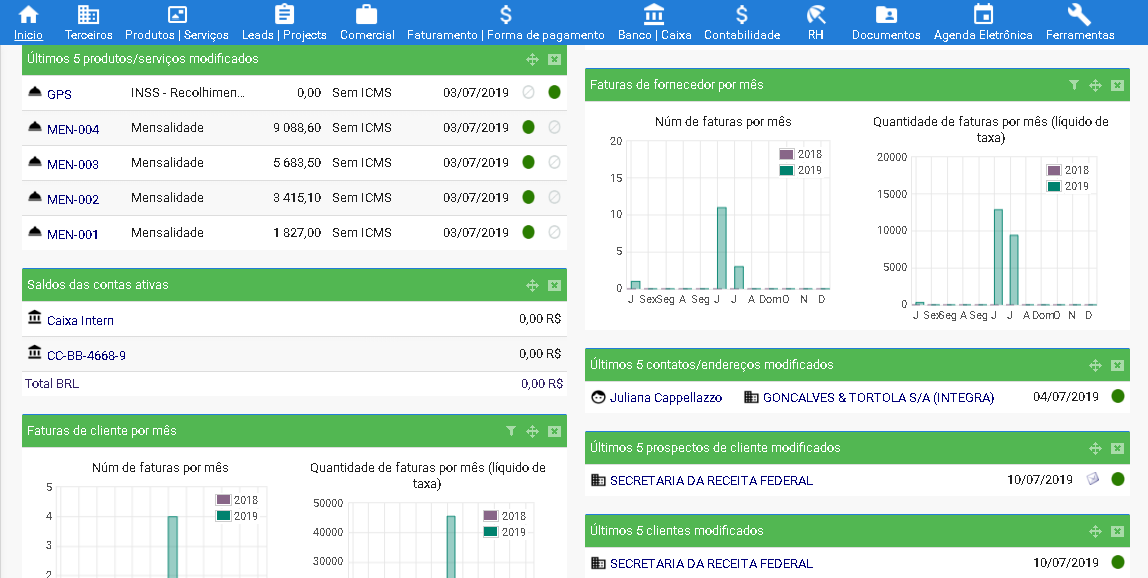 Início Terceiros Produtos | Serviços Leads | Projects Comercial Faturamento | Forma de pagamento Banco | Caixa Contabilidade RH Documentos Agenda Eletrônica Ferramentas
Últimos 5 produtos/serviços modificados
GPS INSS - Recolhimen... 0,00 Sem ICMS 03/07/2019
MEN-004 Mensalidade 9 088,60 Sem ICMS 03/07/2019
MEN-003 Mensalidade 5 683,50 Sem ICMS 03/07/2019
MEN-002 Mensalidade 3 415,10 Sem ICMS 03/07/2019
MEN-001 Mensalidade 1 827,00 Sem ICMS 03/07/2019
Saldos das contas ativas
Caixa Intern 0,00 R$
CC-BB-4668-9 0,00 R$
Total BRL 0,00 R$
Faturas de cliente por mês
Núm de faturas por mês
5
4
3
2
2018
2019
Quantidade de faturas por mês (líquido de
taxa)
50000
40000
30000
2018
2019
Faturas de fornecedor por mês
Núm de faturas por mês
20
15
10
5
0
2018
2019
J SexSeg A Seg J J A DomO N D
Quantidade de faturas por mês (líquido de
taxa)
20000
15000
10000
5000
0
2018
2019
J SexSeg A Seg J J A DomO N D
Últimos 5 contatos/endereços modificados
Juliana Cappellazzo GONCALVES & TORTOLA S/A (INTEGRA) 04/07/2019
Últimos 5 prospectos de cliente modificados
SECRETARIA DA RECEITA FEDERAL 10/07/2019
Últimos 5 clientes modificados
SECRETARIA DA RECEITA FEDERAL 10/07/2019